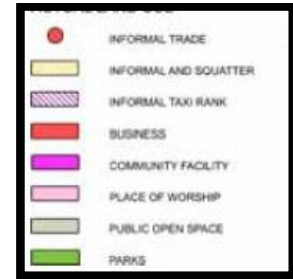 INFORMAL TRADE
INFORMAL AND SQUATTER
INFORMAL TAXI RANK
BUSINESS
COMMUNITY FACILITY
PLACE OF WORSHIP
PUBLIC OPEN SPACE
PARKS